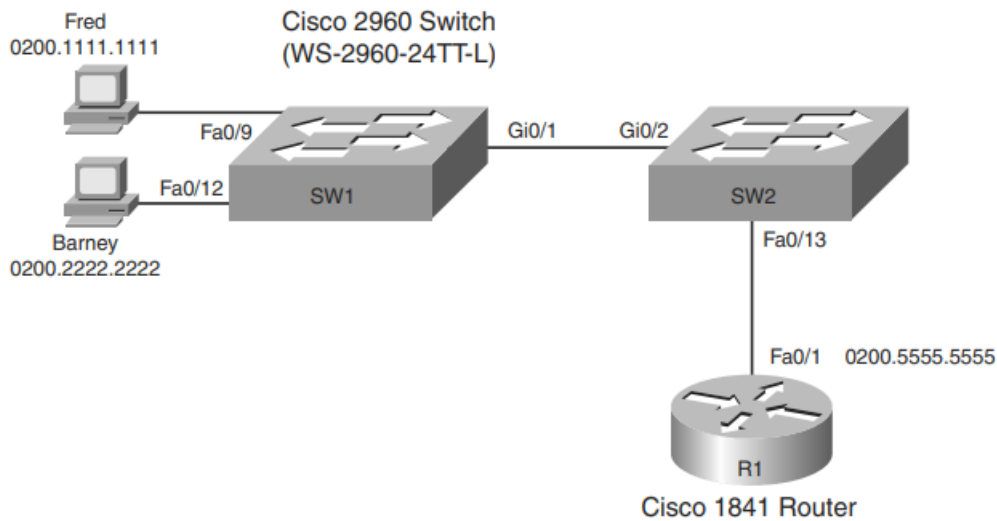 Fred
0200.1111.1111
Cisco 2960 Switch
(WS-2960-24TT-L)
Fa0/9
Gi0/1
Gi0/2
Fa0/12
SW1
SW2
Barney
0200.2222.2222
Fa0/13
Fa0/1
0200.5555.5555
R1
Cisco 1841 Router